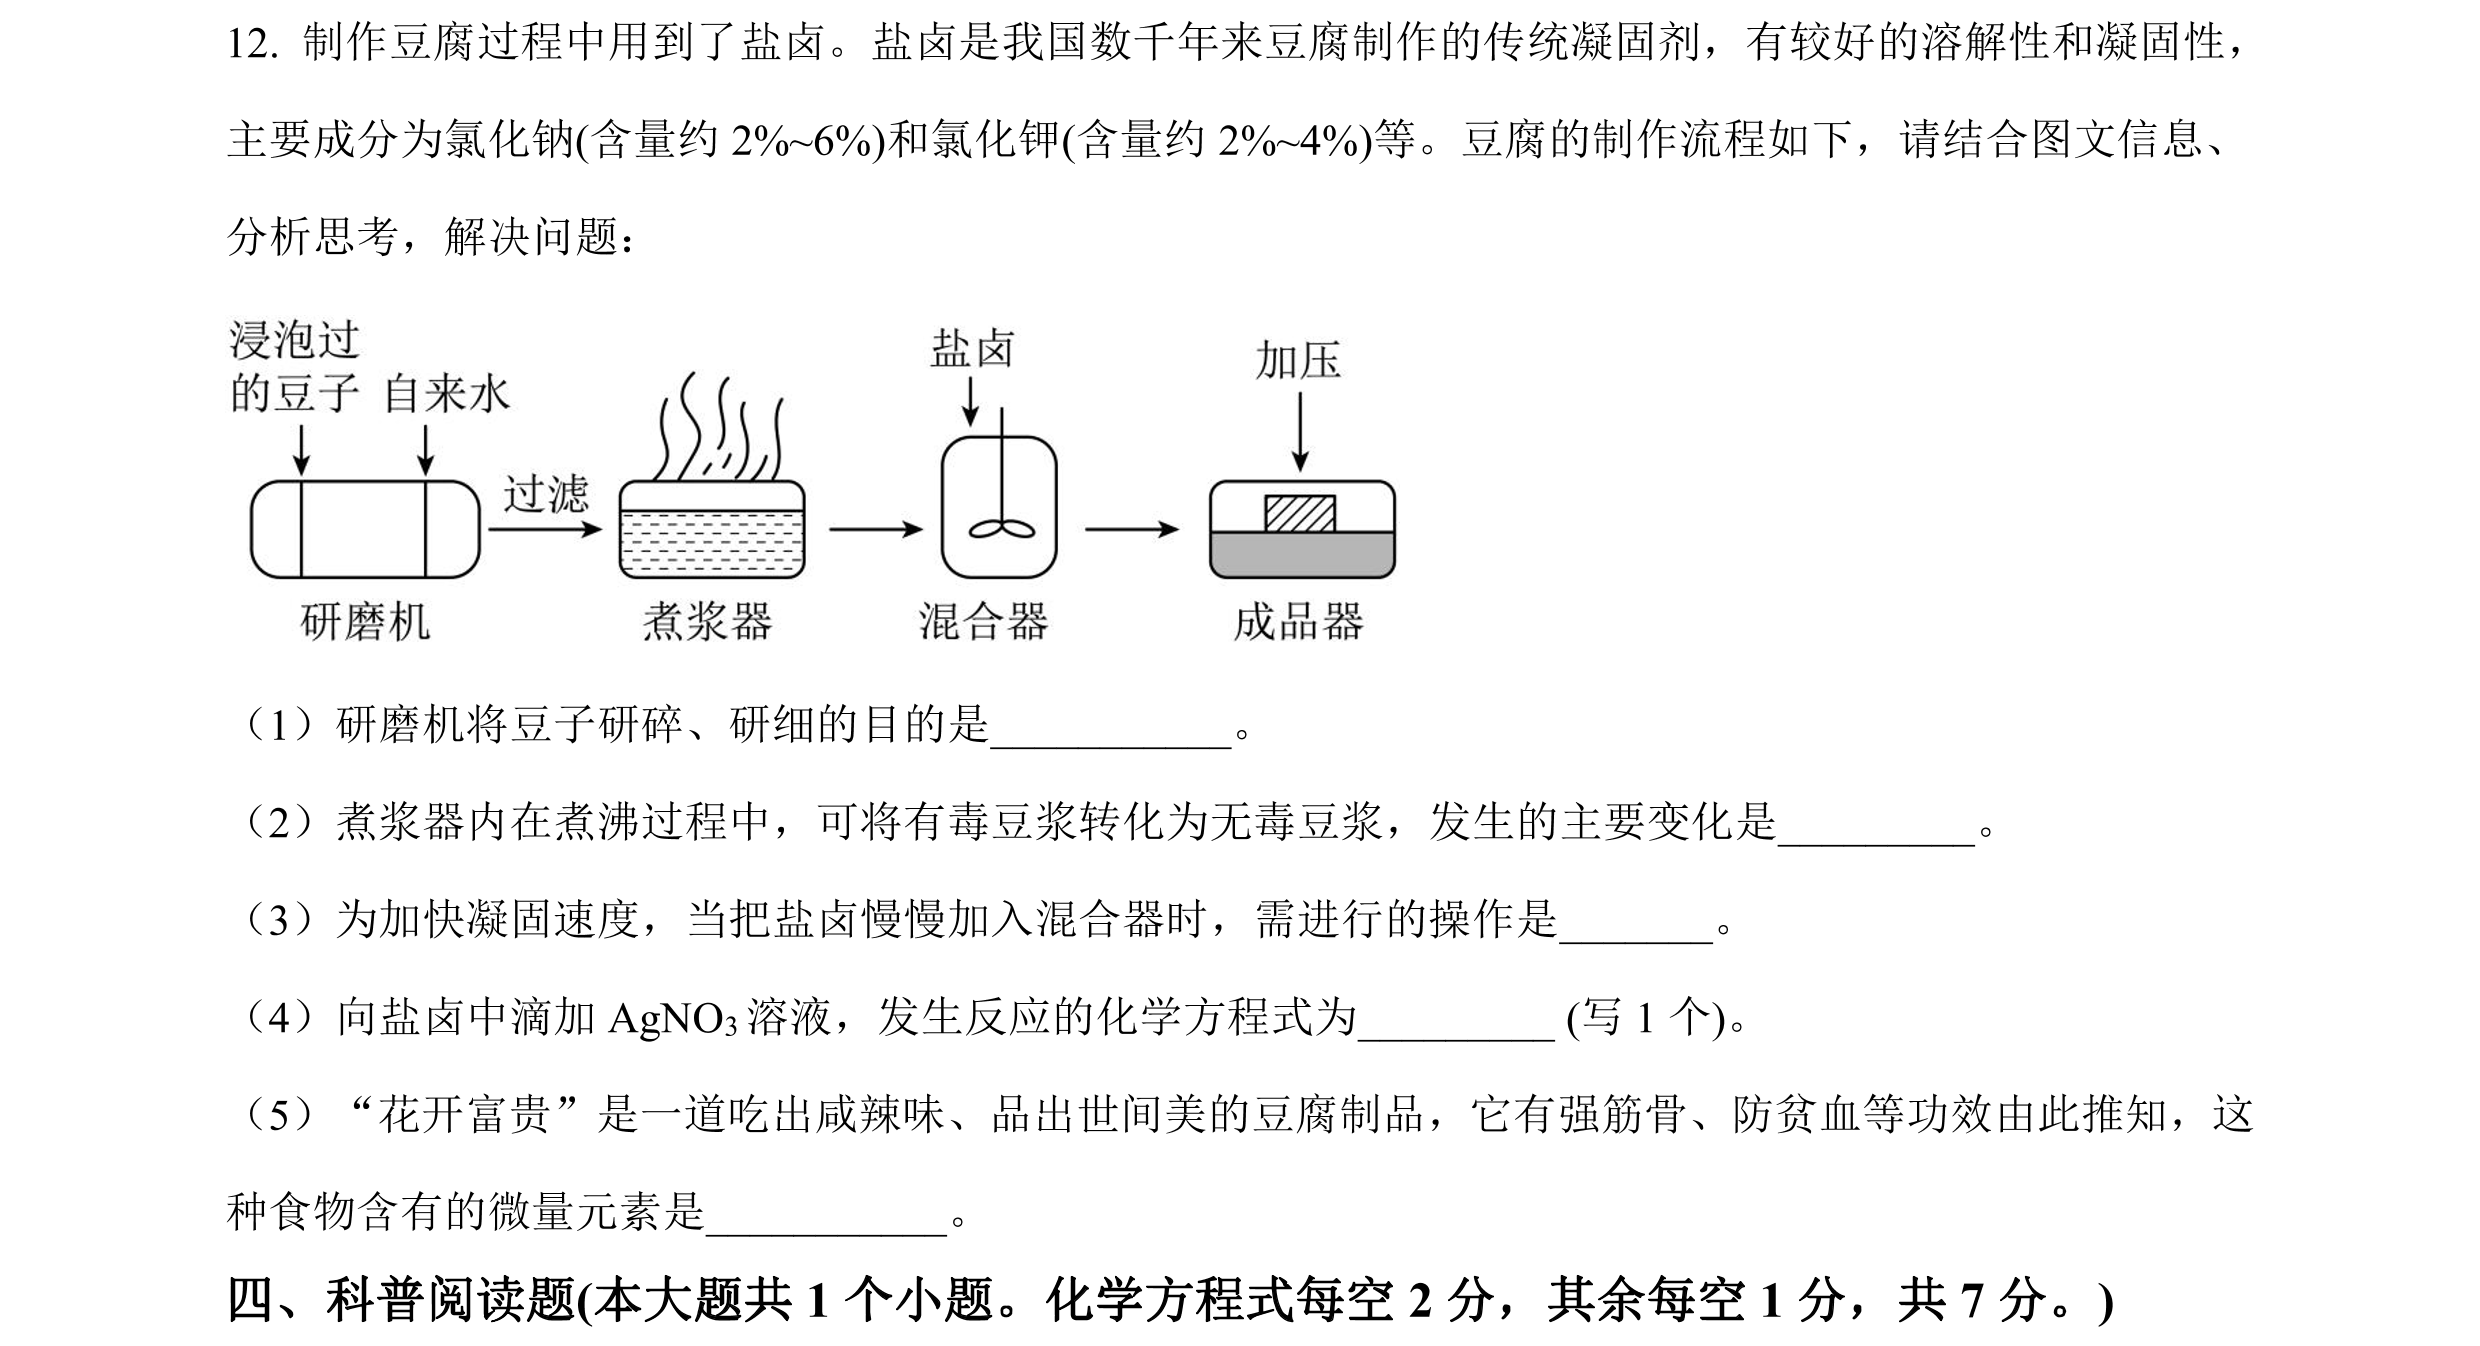 12. 制作豆腐过程中用到了盐卤。盐卤是我国数千年来豆腐制作的传统凝固剂，有较好的溶解性和凝固性，
主要成分为氯化钠(含量约 2%~6%)和氯化钾(含量约 2%~4%)等。豆腐的制作流程如下，请结合图文信息、
分析思考，解决问题：
浸泡过
的豆子 自来水
盐卤
加压
过滤
研磨机 煮浆器 混合器 成品器
（1）研磨机将豆子研碎、研细的目的是___________。
（2）煮浆器内在煮沸过程中，可将有毒豆浆转化为无毒豆浆，发生的主要变化是_________。
（3）为加快凝固速度，当把盐卤慢慢加入混合器时，需进行的操作是_______。
（4）向盐卤中滴加 AgNO₃ 溶液，发生反应的化学方程式为_________ (写 1 个)。
（5）“花开富贵”是一道吃出咸辣味、品出世间美的豆腐制品，它有强筋骨、防贫血等功效由此推知，这
种食物含有的微量元素是___________。
四、科普阅读题(本大题共 1 个小题。化学方程式每空 2 分，其余每空 1 分，共 7 分。)